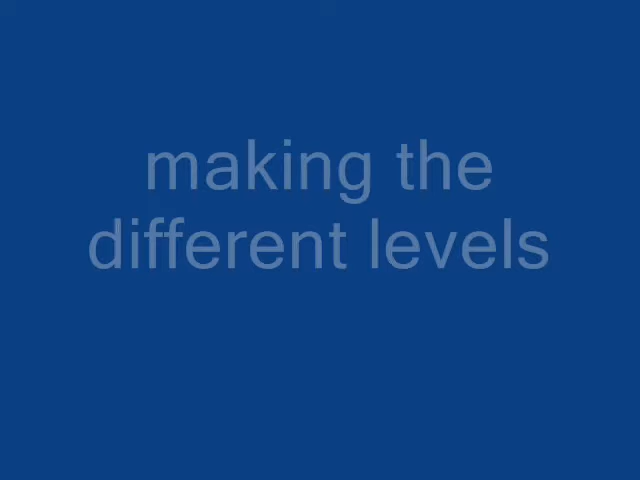 making the
different levels